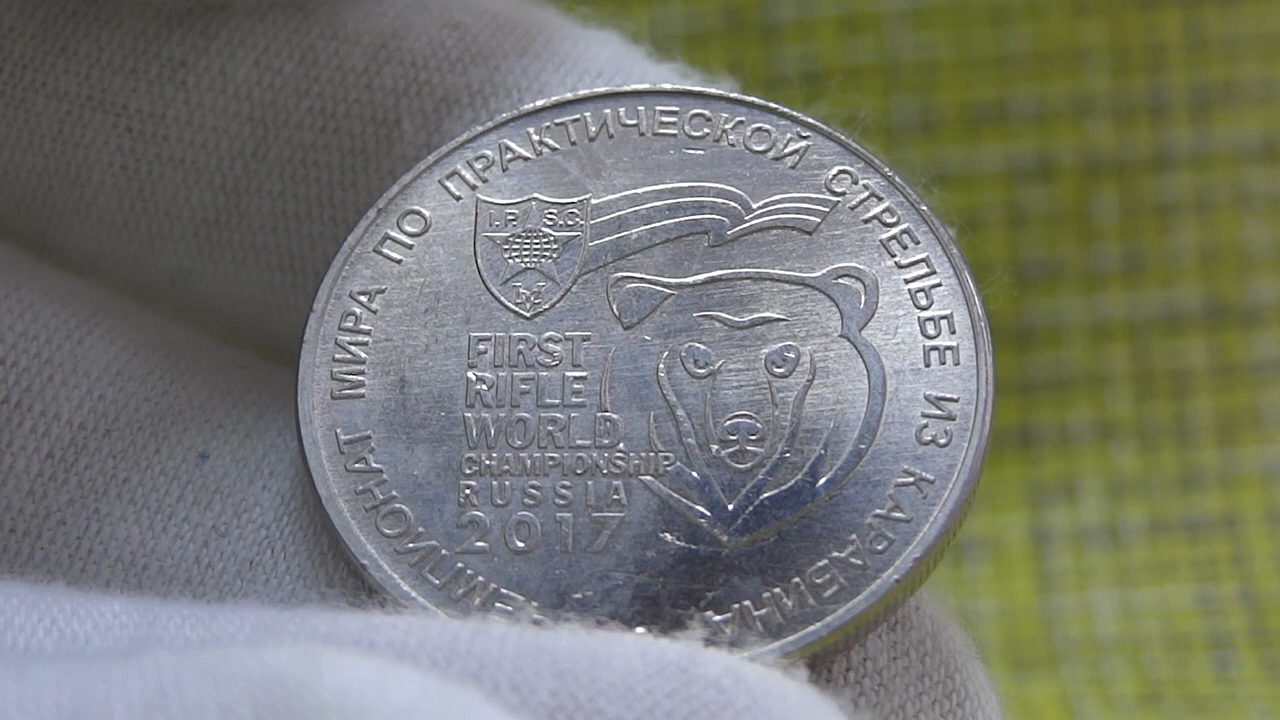 ЧЕМПИОНАТ МИРА ПО ПРАКТИЧЕСКОЙ СТРЕЛЬБЕ ИЗ КАРАБИНА
I.P.S.C.
FIRST
RIFLE
WORLD
CHAMPIONSHIP
RUSSIA
2017